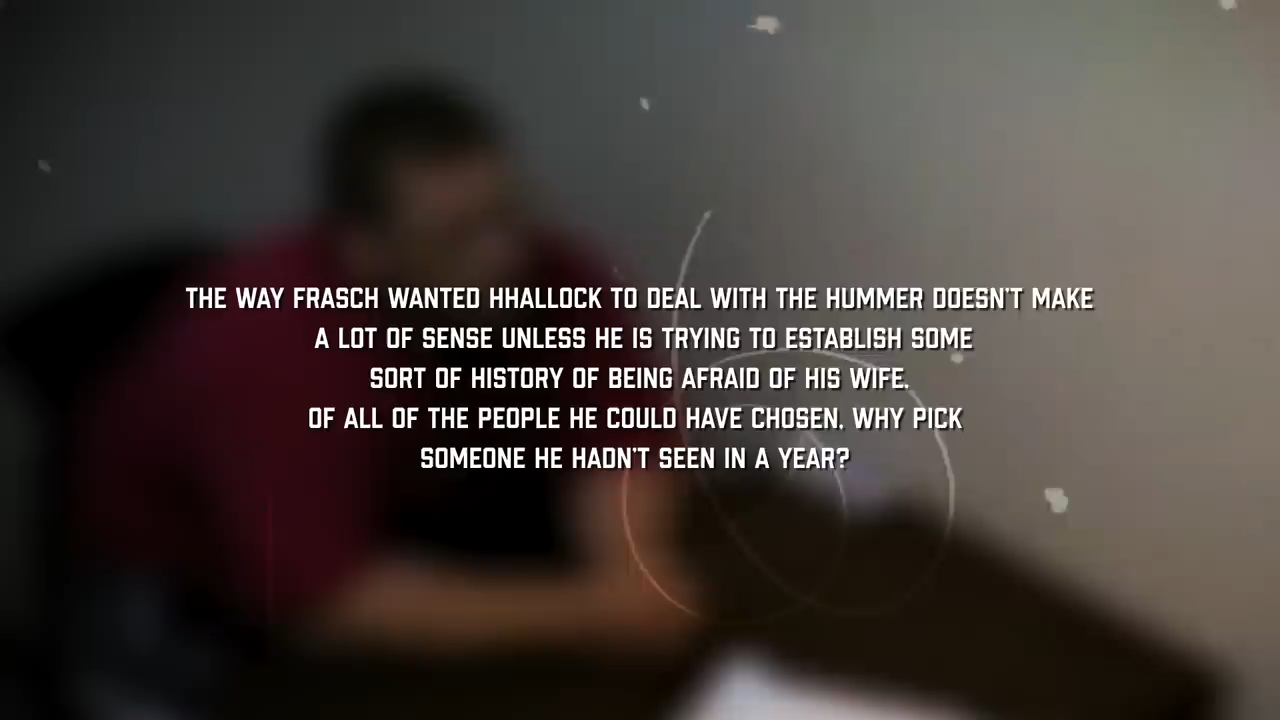 THE WAY FRASCH WANTED HHALLOCK TO DEAL WITH THE HUMMER DOESN'T MAKE
A LOT OF SENSE UNLESS HE IS TRYING TO ESTABLISH SOME
SORT OF HISTORY OF BEING AFRAID OF HIS WIFE.
OF ALL OF THE PEOPLE HE COULD HAVE CHOSEN, WHY PICK
SOMEONE HE HADN'T SEEN IN A YEAR?